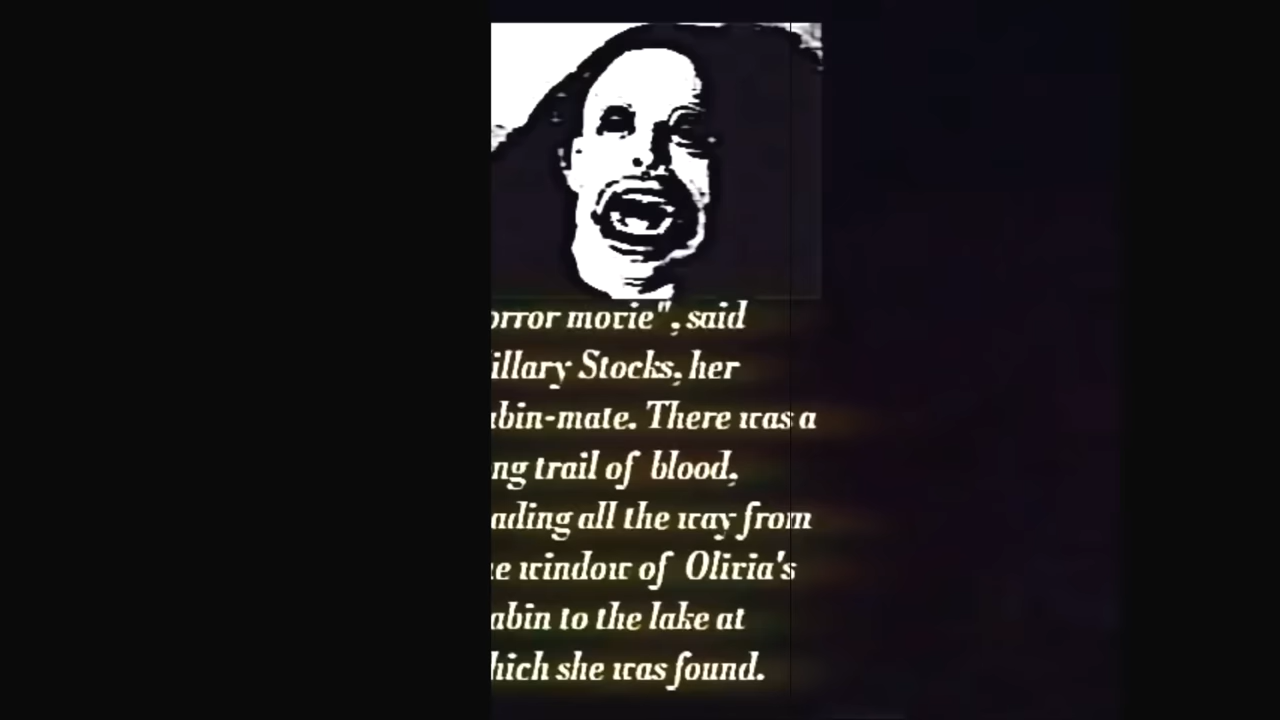 orror movie", said
illary Stocks, her
abin-mate. There was a
ng trail of blood,
ading all the way from
e window of Olivia's
abin to the lake at
hich she was found.